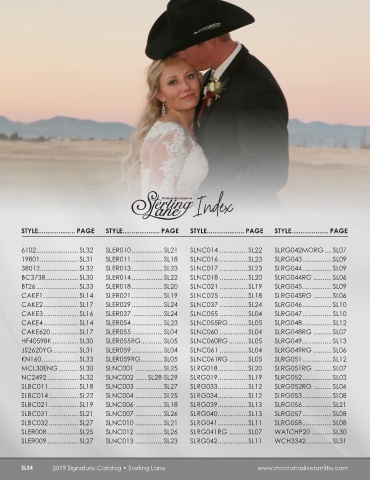 Sterling Lane Index
STYLE.................. PAGE
6102.................... SL32
19801................... SL31
38012................... SL32
BC3738.................. SL30
BT26.................... SL33
CAKE1................... SL14
CAKE2................... SL17
CAKE3................... SL16
CAKE4................... SL14
CAKE620................. SL17
HF4059BK................ SL30
JS2620YG................ SL31
KN160................... SL33
MCL30ENG................ SL30
NC2492.................. SL32
SLBC011................. SL18
SLBC014................. SL22
SLBC021................. SL19
SLBC031................. SL21
SLBC032................. SL27
SLER008................. SL25
SLER009................. SL27
STYLE.................. PAGE
SLER010................. SL21
SLER011................. SL18
SLER013................. SL23
SLER014................. SL22
SLER018................. SL20
SLER021................. SL19
SLER029................. SL24
SLER037................. SL24
SLER054................. SL23
SLER055................. SL04
SLER055RG............... SL05
SLER059................. SL04
SLER059RG............... SL05
SLNC001................. SL25
SLNC002 ........ SL28-SL29
SLNC003................. SL27
SLNC004................. SL25
SLNC006................. SL18
SLNC007................. SL26
SLNC010................. SL21
SLNC012................. SL26
SLNC013................. SL23
STYLE.................. PAGE
SLNC014................. SL22
SLNC016................. SL23
SLNC017................. SL23
SLNC018................. SL20
SLNC021................. SL19
SLNC025................. SL18
SLNC037................. SL24
SLNC055................. SL04
SLNC055RG............... SL05
SLNC060................. SL04
SLNC060RG............... SL05
SLNC061................. SL04
SLNC061RG............... SL05
SLRG018................. SL20
SLRG019................. SL19
SLRG033................. SL12
SLRG034................. SL12
SLRG039................. SL13
SLRG040................. SL13
SLRG041................. SL11
SLRG041RG............... SL07
SLRG042................. SL11
STYLE.................. PAGE
SLRG042MORG ... SL07
SLRG043................. SL09
SLRG044................. SL09
SLRG044RG............... SL06
SLRG045................. SL09
SLRG045RG............... SL06
SLRG046................. SL10
SLRG047................. SL10
SLRG048................. SL12
SLRG048RG............... SL07
SLRG049................. SL13
SLRG049RG............... SL06
SLRG051................. SL12
SLRG051RG............... SL07
SLRG052................. SL03
SLRG052RG............... SL06
SLRG053................. SL08
SLRG056................. SL21
SLRG057................. SL08
SLRG058................. SL08
WATCHP20................ SL30
WCH3342................. SL31
SL34 2019 Signature Catalog • Sterling Lane www.montanasilversmiths.com